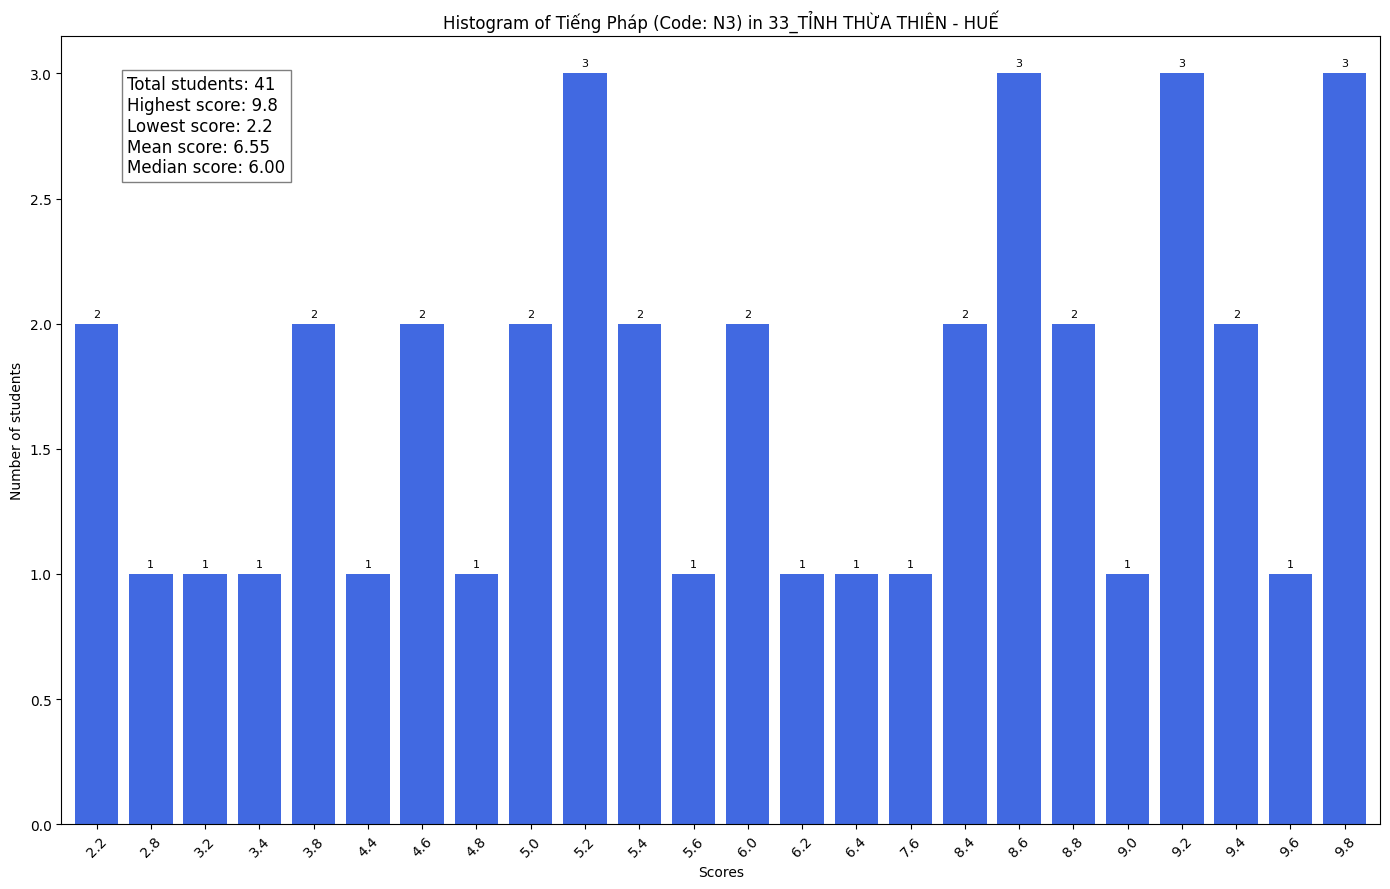 Histogram of Tiếng Pháp (Code: N3) in 33_TỈNH THỪA THIÊN - HUẾ
Total students: 41
Highest score: 9.8
Lowest score: 2.2
Mean score: 6.55
Median score: 6.00
Number of students
3.0
2.5
2.0
1.5
1.0
0.5
0.0
2 1 1 1 2 1 2 1 2 3 2 1 2 1 1 1 2 3 2 1 3 2 1 3
2.2 2.8 3.2 3.4 3.8 4.4 4.6 4.8 5.0 5.2 5.4 5.6 6.0 6.2 6.4 7.6 8.4 8.6 8.8 9.0 9.2 9.4 9.6 9.8
Scores